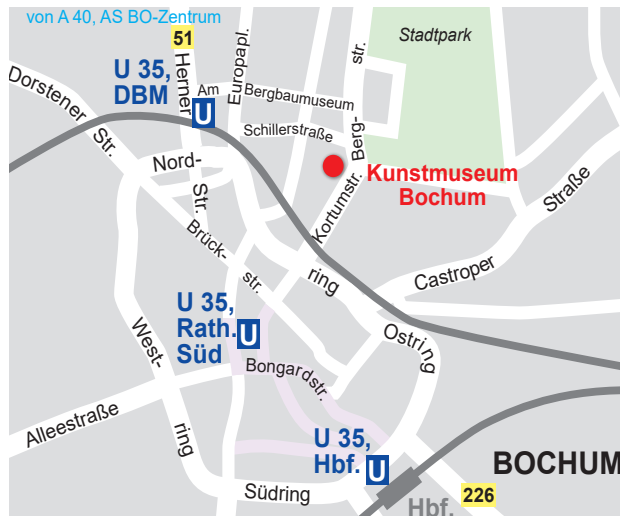 von A 40, AS BO-Zentrum
51
Stadtpark
U 35,
DBM
U
Herner
Str.
Europapl.
Am Bergbaumuseum
Schillerstraße
Berg-
str.
Dorstener
Str.
Nord-
ring
Kunstmuseum
Bochum
Kortumstr.
Straße
Castroper
Brück-
str.
U 35,
Rath.
Süd
U
Ostring
West-
ring
Bongardstr.
Alleestraße
U 35,
Hbf.
U
BOCHUM
Südring
Hbf.
226